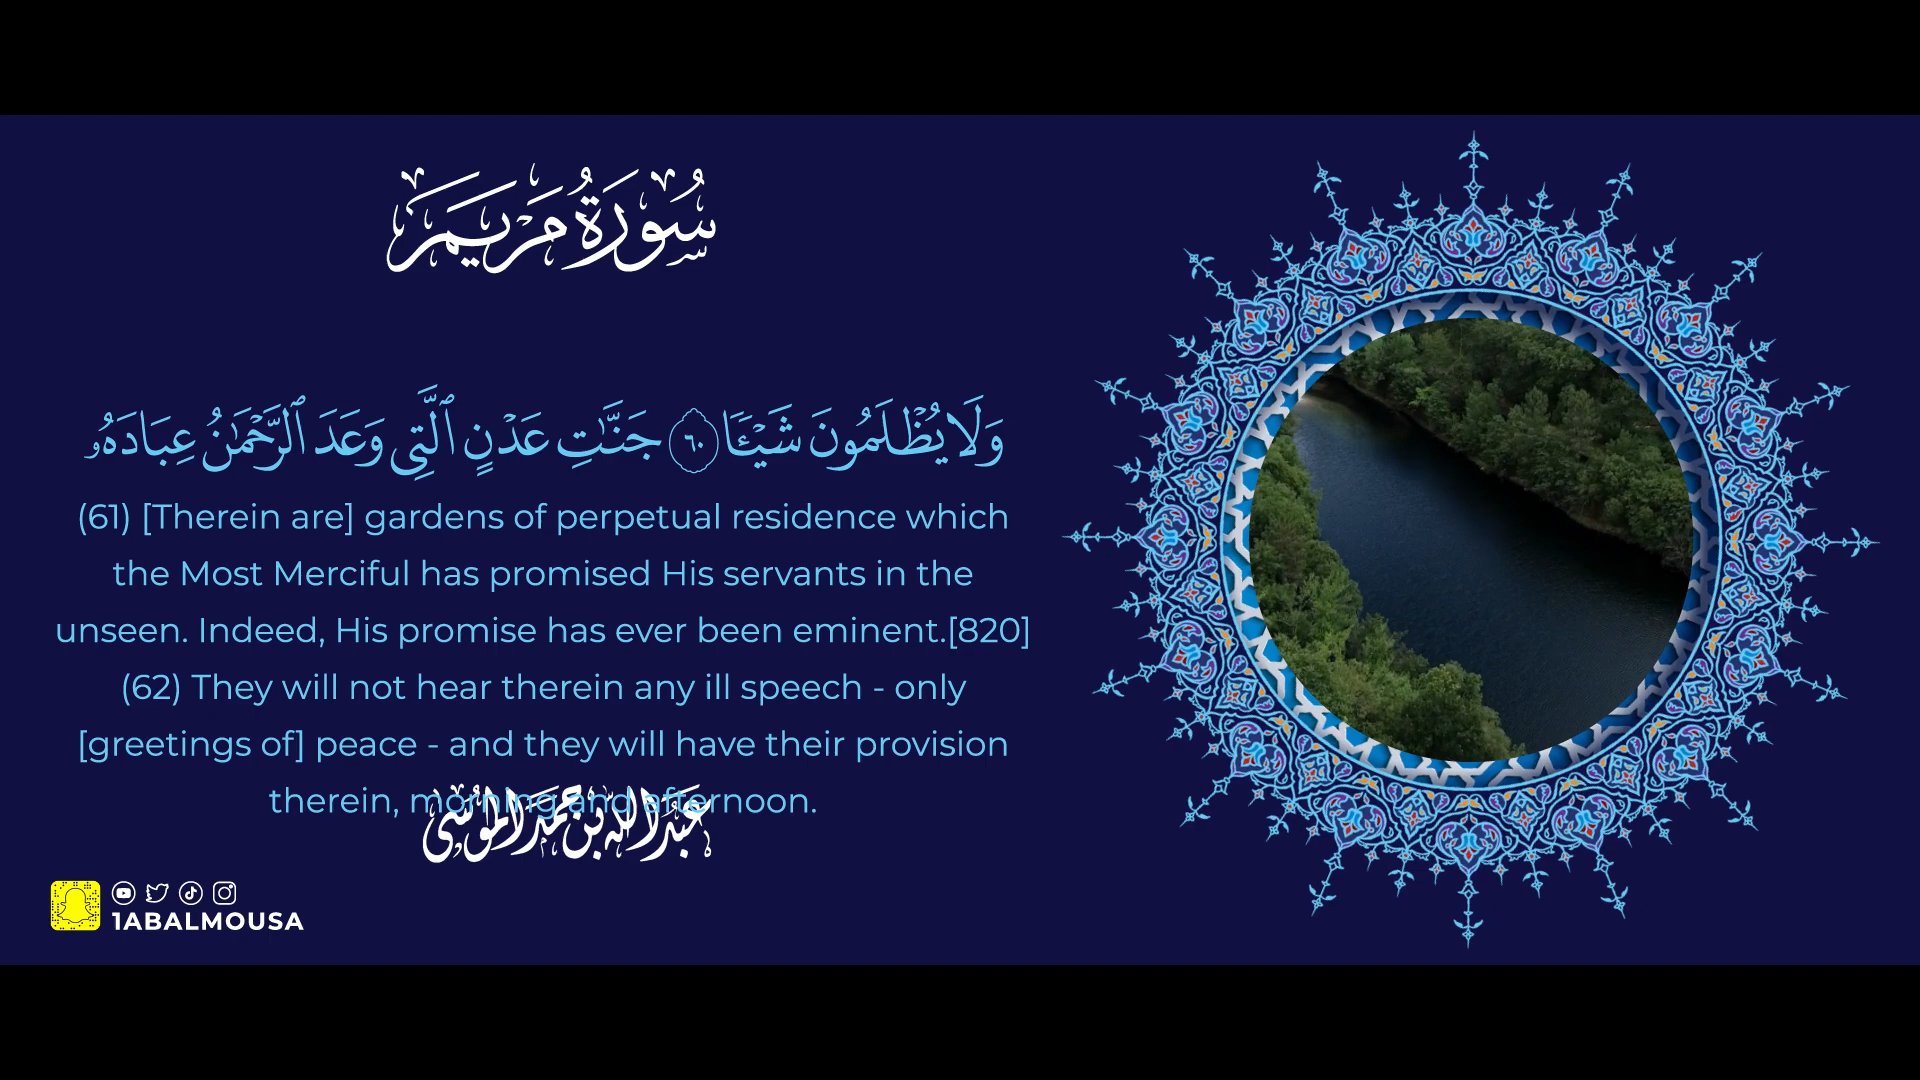 سُورَةُ مَرْيَمَ
وَلَا يُظْلَمُونَ شَيْـًٔا ٦٠ جَنَّـٰتِ عَدْنٍ ٱلَّتِى وَعَدَ ٱلرَّحْمَـٰنُ عِبَادَهُۥ
(61) [Therein are] gardens of perpetual residence which
the Most Merciful has promised His servants in the
unseen. Indeed, His promise has ever been eminent.[820]
(62) They will not hear therein any ill speech - only
[greetings of] peace - and they will have their provision
therein, morning and afternoon.
عبدالله بن حمد الموسى
1ABALMOUSA